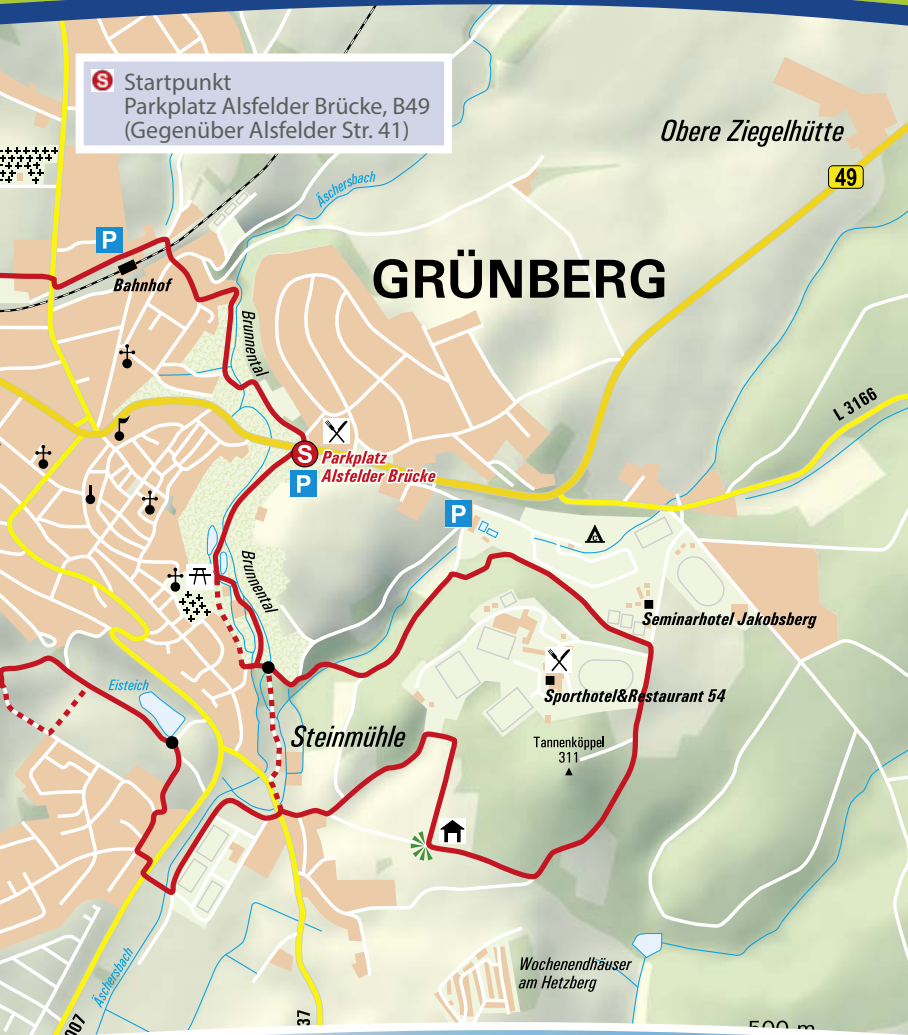 S Startpunkt
Parkplatz Alsfelder Brücke, B49
(Gegenüber Alsfelder Str. 41)
Obere Ziegelhütte
49
Äschersbach
P
Bahnhof
GRÜNBERG
Brunnental
L 3166
S Parkplatz
Alsfelder Brücke
P
P
Brunnental
Seminarhotel Jakobsberg
Sporthotel&Restaurant 54
Eisteich
Steinmühle
Tannenköppel
311
Wochenendhäuser
am Hetzberg
Äschersbach
007
37